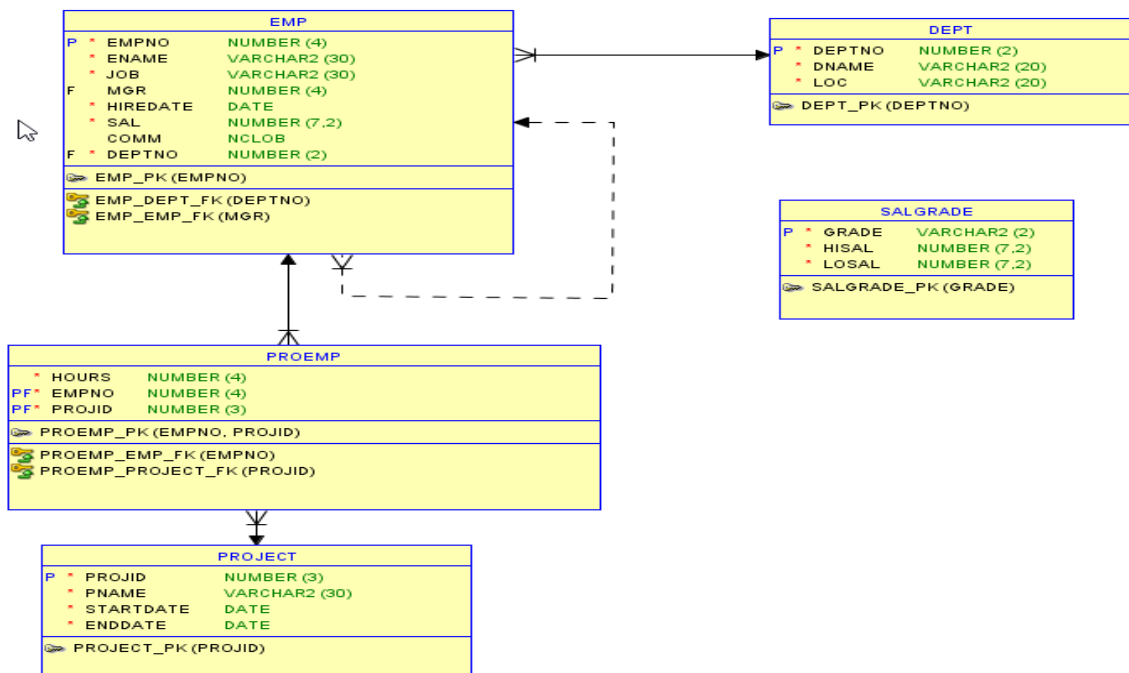 EMP
P * EMPNO NUMBER (4)
* ENAME VARCHAR2 (30)
* JOB VARCHAR2 (30)
F MGR NUMBER (4)
* HIREDATE DATE
* SAL NUMBER (7,2)
COMM NCLOB
F * DEPTNO NUMBER (2)
EMP_PK (EMPNO)
EMP_DEPT_FK (DEPTNO)
EMP_EMP_FK (MGR)
DEPT
P * DEPTNO NUMBER (2)
* DNAME VARCHAR2 (20)
* LOC VARCHAR2 (20)
DEPT_PK (DEPTNO)
SALGRADE
P * GRADE VARCHAR2 (2)
* HISAL NUMBER (7,2)
* LOSAL NUMBER (7,2)
SALGRADE_PK (GRADE)
PROEMP
* HOURS NUMBER (4)
PF* EMPNO NUMBER (4)
PF* PROJID NUMBER (3)
PROEMP_PK (EMPNO, PROJID)
PROEMP_EMP_FK (EMPNO)
PROEMP_PROJECT_FK (PROJID)
PROJECT
P * PROJID NUMBER (3)
* PNAME VARCHAR2 (30)
* STARTDATE DATE
* ENDDATE DATE
PROJECT_PK (PROJID)